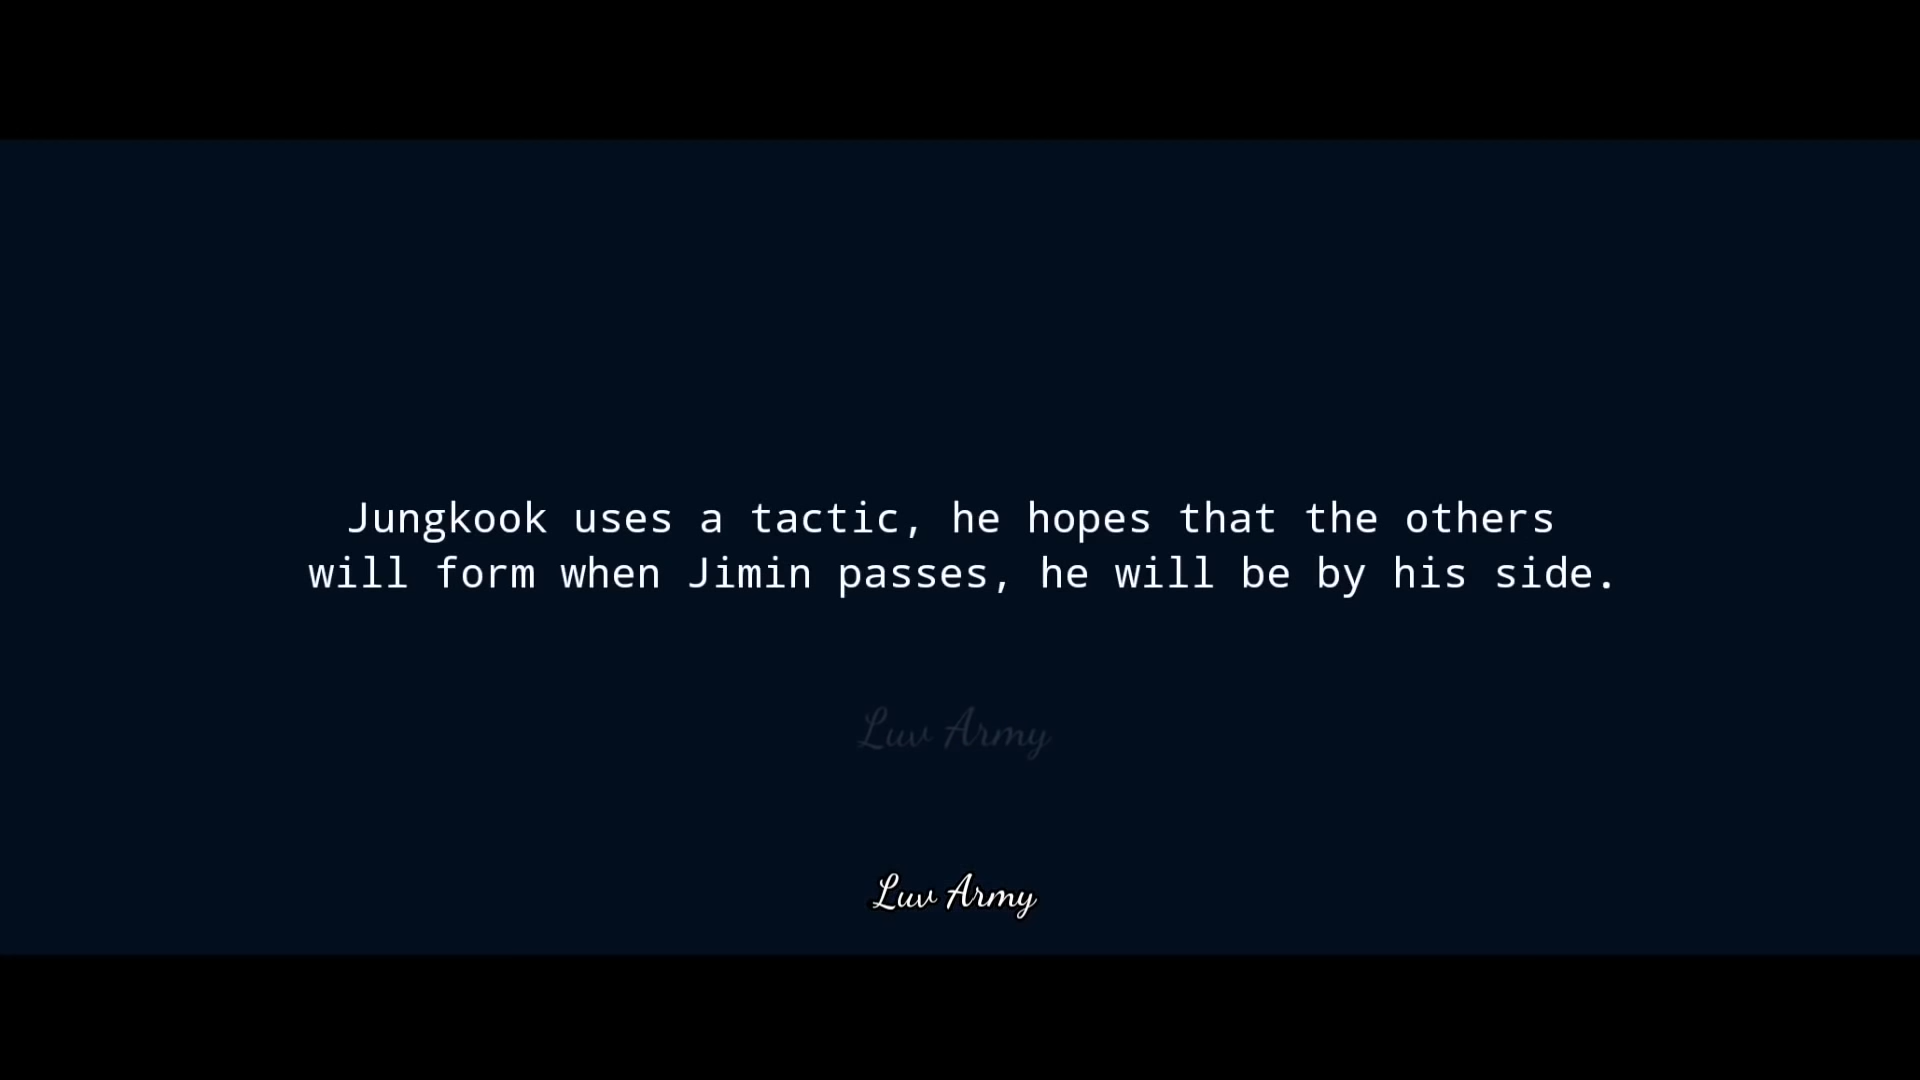 Jungkook uses a tactic, he hopes that the others
will form when Jimin passes, he will be by his side.
Luv Army
Luv Army